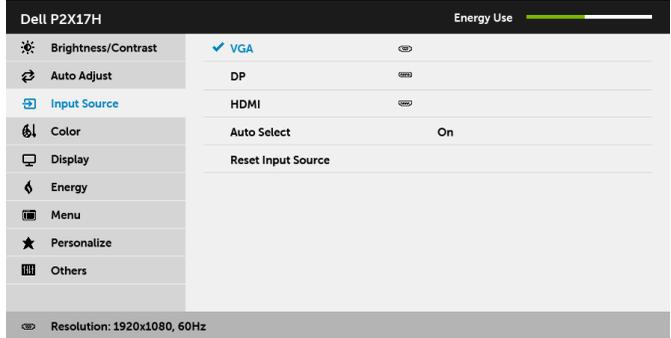 Dell P2X17H
Energy Use
Brightness/Contrast
VGA
Auto Adjust
DP
Input Source
HDMI
Color
Auto Select
On
Display
Reset Input Source
Energy
Menu
Personalize
Others
Resolution: 1920x1080, 60Hz